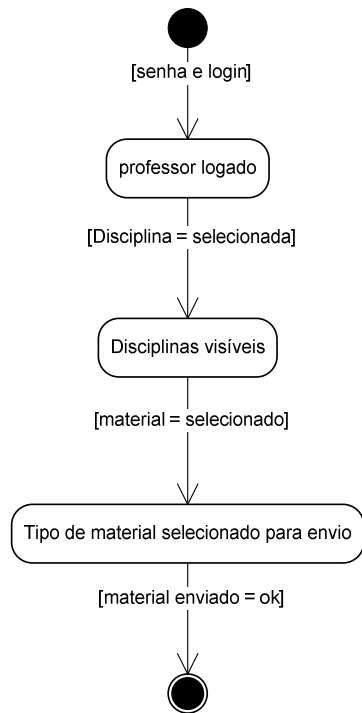 [senha e login]
professor logado
[Disciplina = selecionada]
Disciplinas visíveis
[material = selecionado]
Tipo de material selecionado para envio
[material enviado = ok]